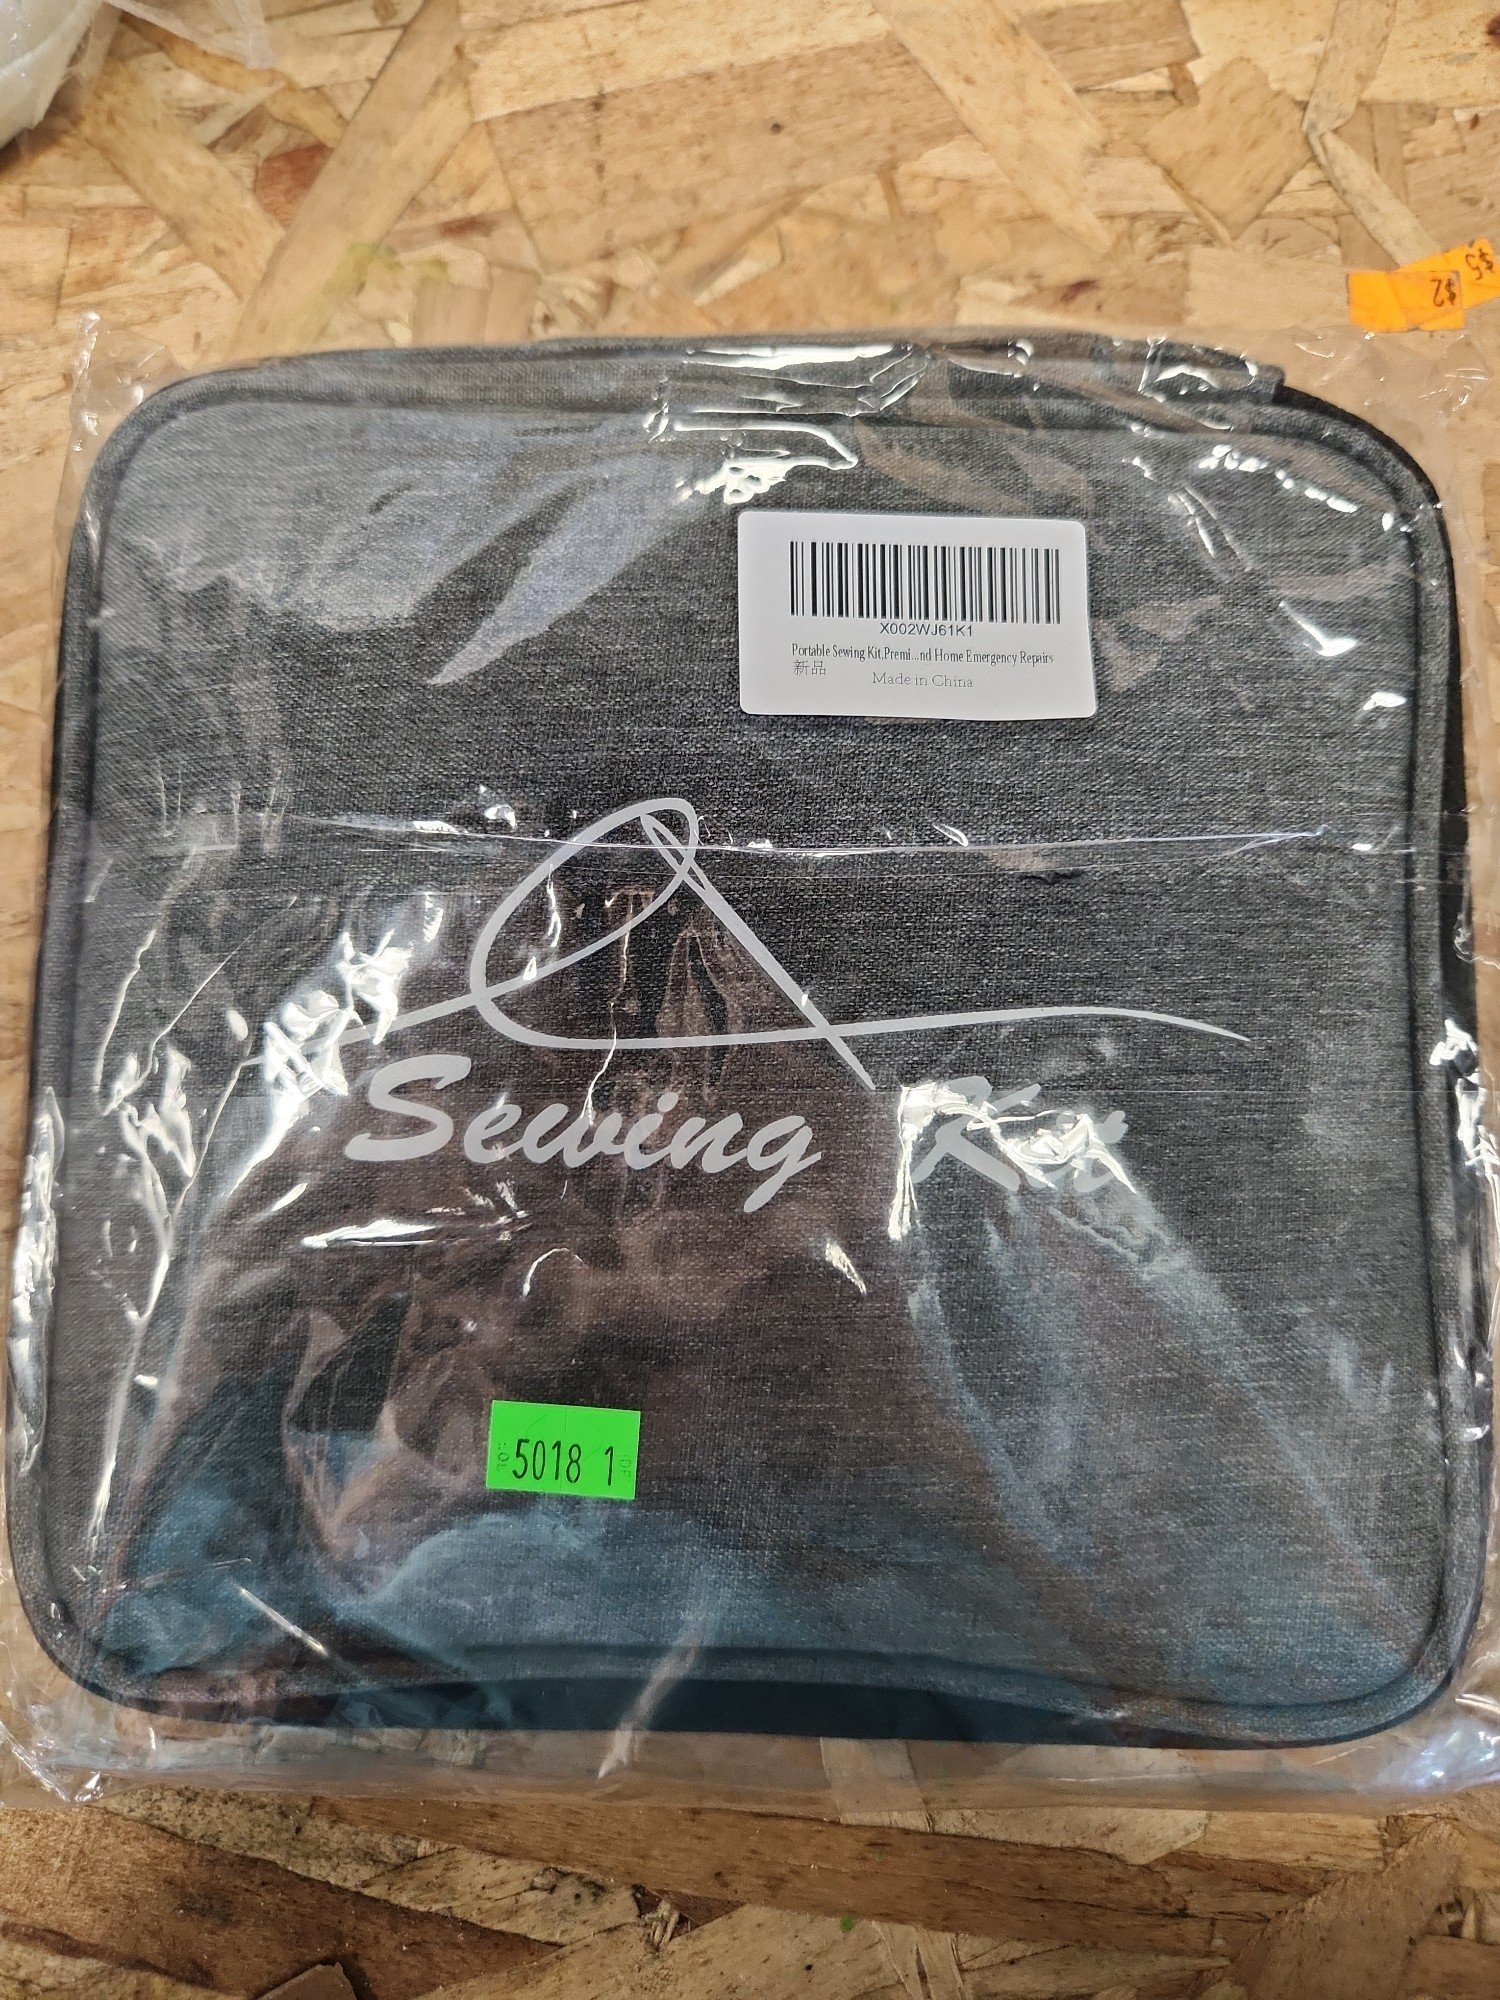 $5
$2
X002WJ61K1
Portable Sewing Kit,Premi...nd Home Emergency Repairs
新品
Made in China
Sewing Kit
5018 1